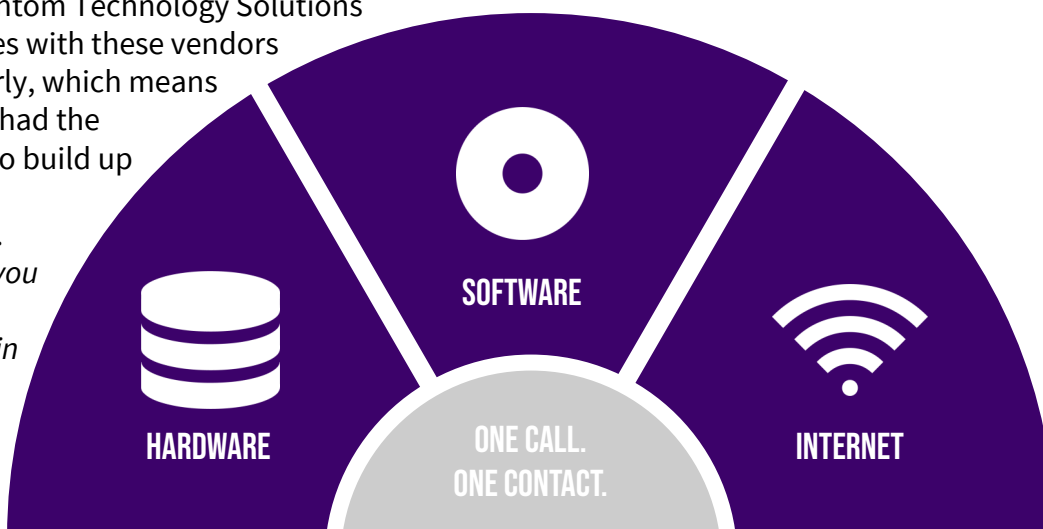 ntom Technology Solutions
es with these vendors
rly, which means
had the
o build up
you
in
SOFTWARE
HARDWARE
INTERNET
ONE CALL.
ONE CONTACT.